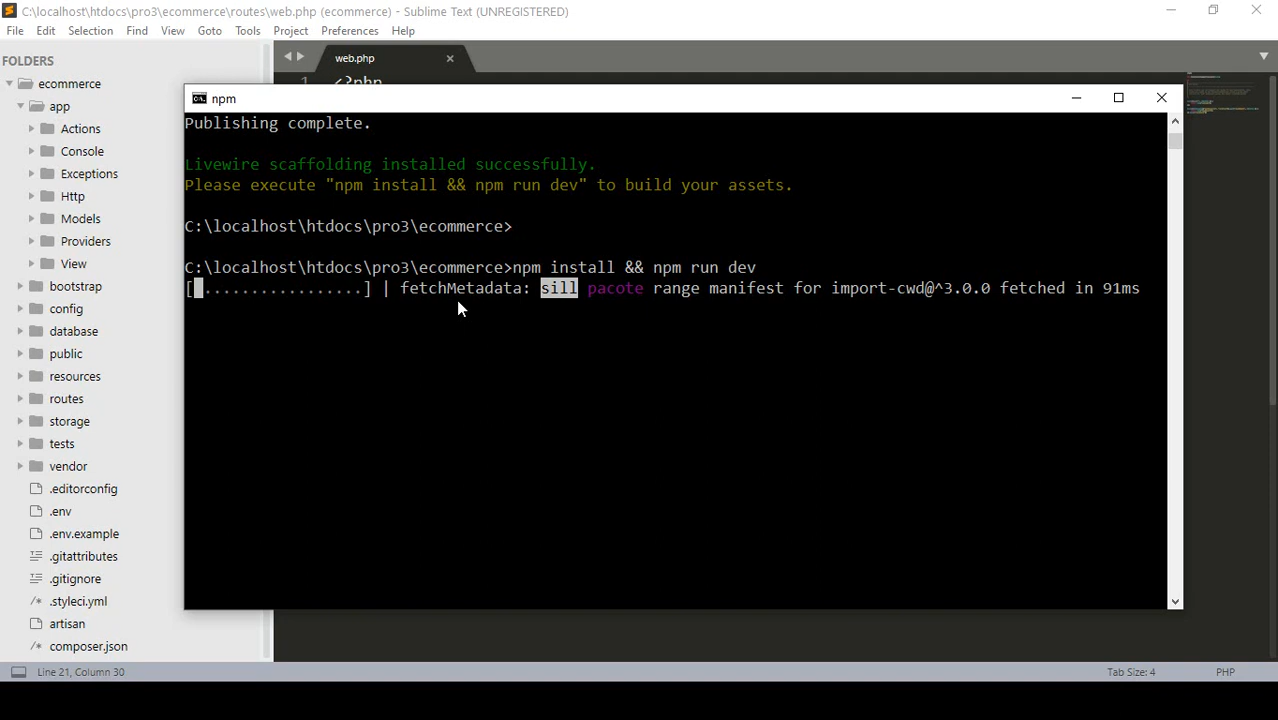 C:\localhost\htdocs\pro3\ecommerce\routes\web.php (ecommerce) - Sublime Text (UNREGISTERED)
File Edit Selection Find View Goto Tools Project Preferences Help
FOLDERS
ecommerce
app
Actions
Console
Exceptions
Http
Models
Providers
View
bootstrap
config
database
public
resources
routes
storage
tests
vendor
.editorconfig
.env
.env.example
.gitattributes
.gitignore
/* .styleci.yml
artisan
/* composer.json
web.php
1 <?php
npm
Publishing complete.
Livewire scaffolding installed successfully.
Please execute "npm install && npm run dev" to build your assets.
C:\localhost\htdocs\pro3\ecommerce>
C:\localhost\htdocs\pro3\ecommerce>npm install && npm run dev
[ .................] | fetchMetadata: sill pacote range manifest for import-cwd@^3.0.0 fetched in 91ms
Line 21, Column 30
Tab Size: 4
PHP